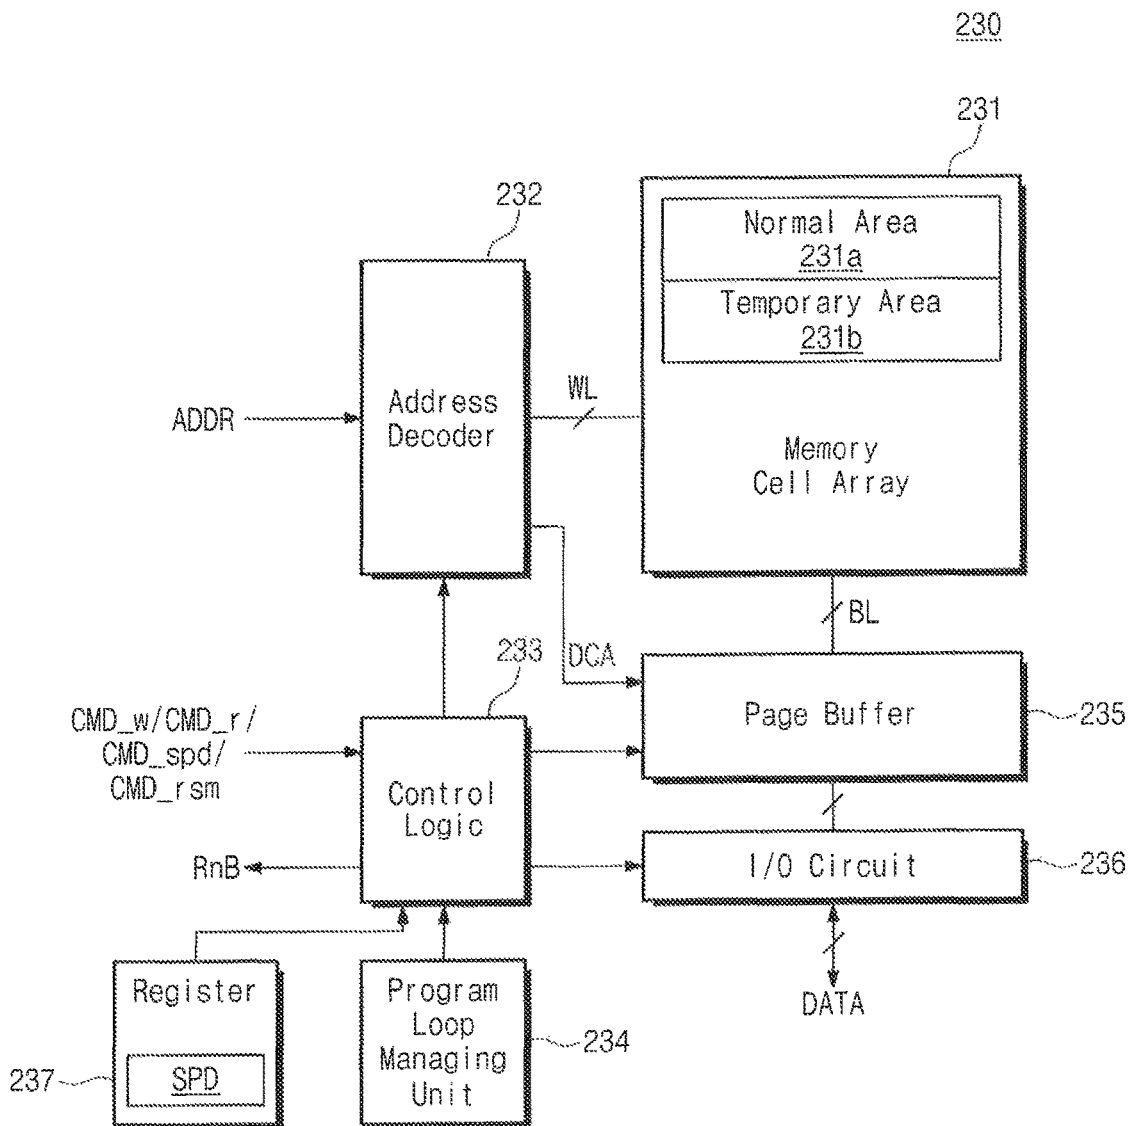 230
231
Normal Area
231a
Temporary Area
231b
Memory
Cell Array
232
Address
Decoder
ADDR
WL
BL
DCA
233
CMD_w/CMD_r/
CMD_spd/
CMD_rsm
Control
Logic
RnB
Page Buffer
235
I/O Circuit
236
DATA
Register
SPD
237
Program
Loop
Managing
Unit
234